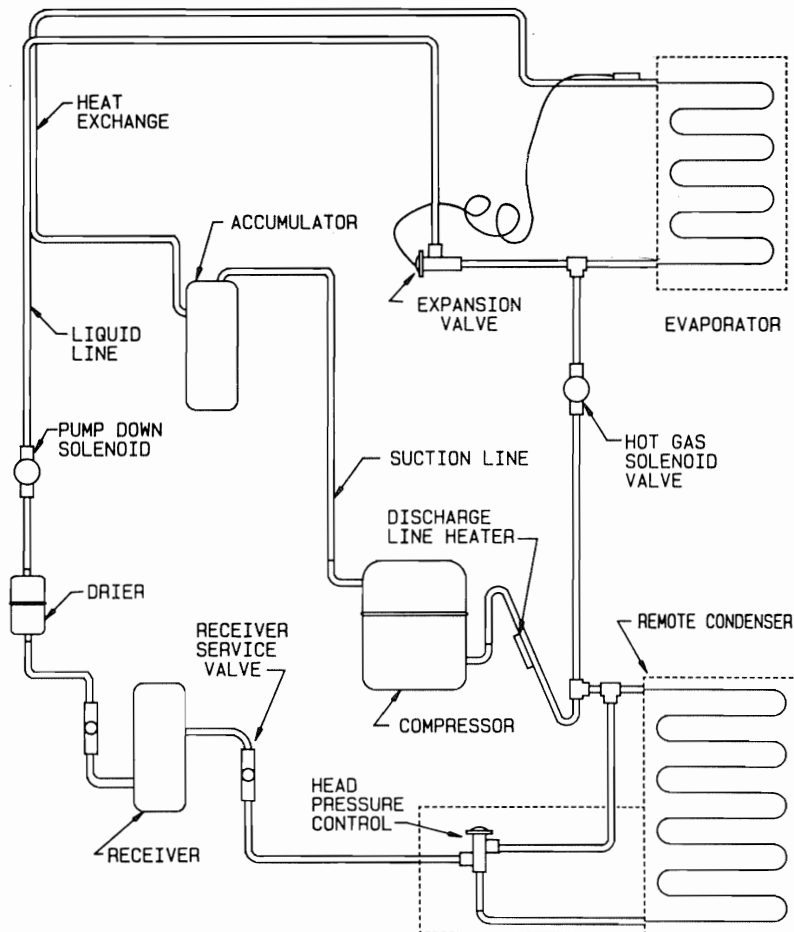 HEAT
EXCHANGE
ACCUMULATOR
EXPANSION
VALVE
EVAPORATOR
LIQUID
LINE
PUMP DOWN
SOLENOID
HOT GAS
SOLENOID
VALVE
SUCTION LINE
DISCHARGE
LINE HEATER
DRIER
RECEIVER
SERVICE
VALVE
REMOTE CONDENSER
COMPRESSOR
HEAD
PRESSURE
CONTROL
RECEIVER